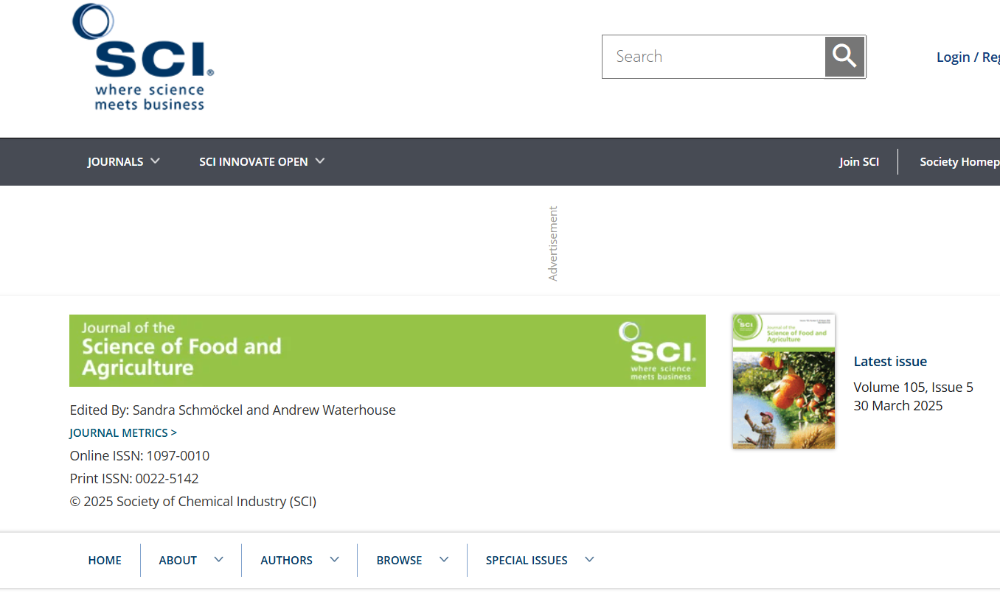 SCI®
where science
meets business
Search
Login / Reg
JOURNALS
SCI INNOVATE OPEN
Join SCI
Society Homep
Advertisement
Journal of the
Science of Food and
Agriculture
SCI.
where science
meets business
SCI
Journal of the
Science of Food and
Agriculture
Latest issue
Volume 105, Issue 5
30 March 2025
Edited By: Sandra Schmöckel and Andrew Waterhouse
JOURNAL METRICS >
Online ISSN: 1097-0010
Print ISSN: 0022-5142
© 2025 Society of Chemical Industry (SCI)
HOME
ABOUT
AUTHORS
BROWSE
SPECIAL ISSUES